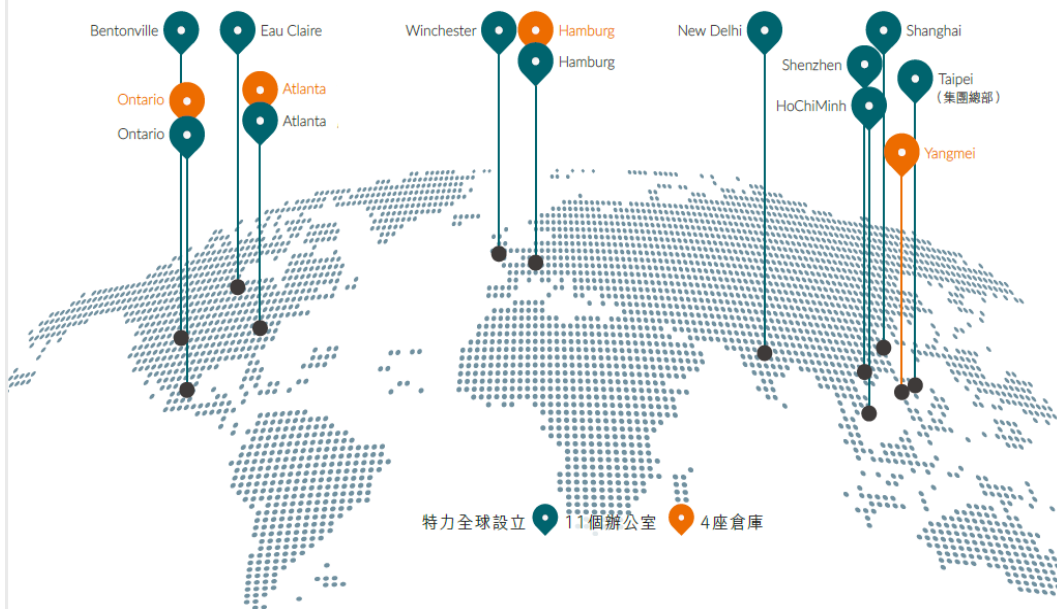 Bentonville
Eau Claire
Winchester
Hamburg
New Delhi
Shanghai
Hamburg
Shenzhen
Taipei
(集團總部)
Ontario
Atlanta
HoChiMinh
Ontario
Atlanta
Yangmei
特力全球設立 11個辦公室 4座倉庫